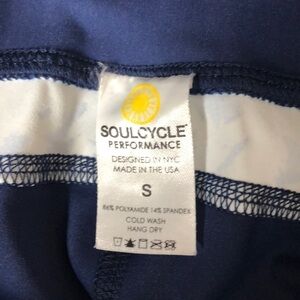 SOULCYCLE
PERFORMANCE
DESIGNED IN NYC
MADE IN THE USA
S
86% POLYAMIDE 14% SPANDEX
COLD WASH
HANG DRY